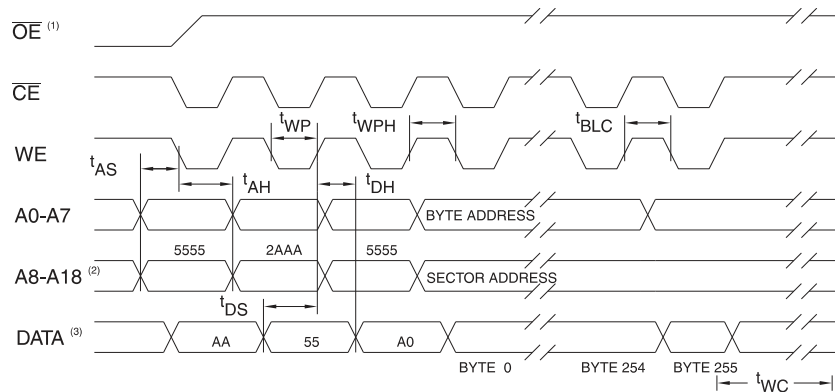 OE (1)
CE
tWP tWPH tBLC
WE
tAS
tAH tDH
A0-A7 BYTE ADDRESS
5555 2AAA 5555
A8-A18 (2) SECTOR ADDRESS
tDS
DATA (3) AA 55 A0
BYTE 0 BYTE 254 BYTE 255
tWC